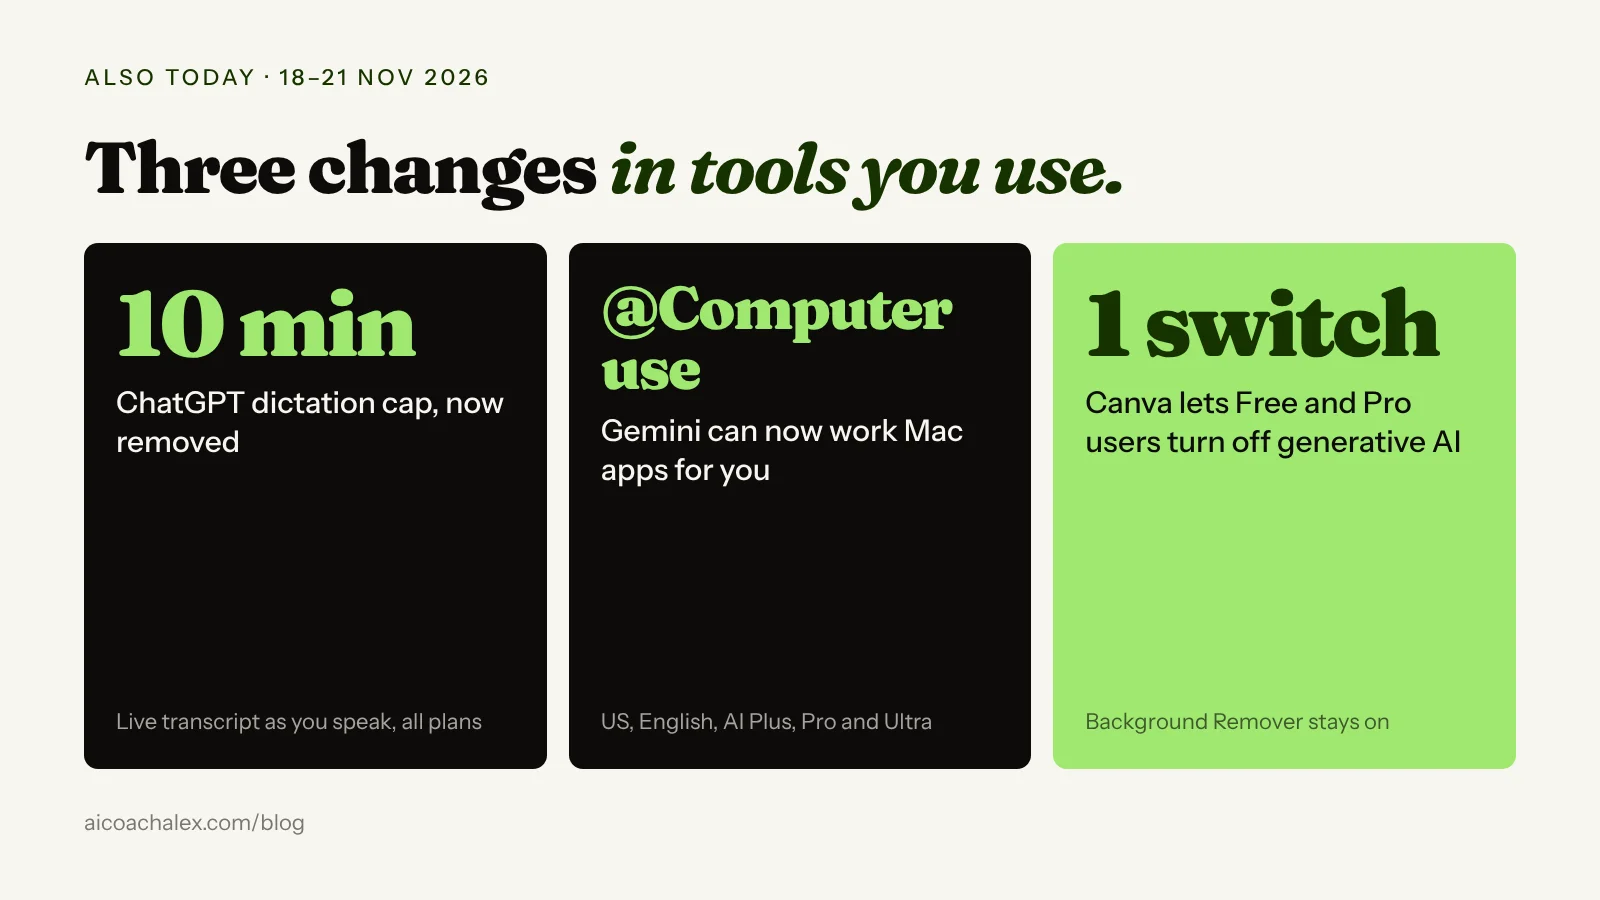 ALSO TODAY · 18–21 NOV 2026
Three changes in tools you use.
10 min
ChatGPT dictation cap, now
removed
Live transcript as you speak, all plans
@Computer
use
Gemini can now work Mac
apps for you
US, English, AI Plus, Pro and Ultra
1 switch
Canva lets Free and Pro
users turn off generative AI
Background Remover stays on
aicoachalex.com/blog